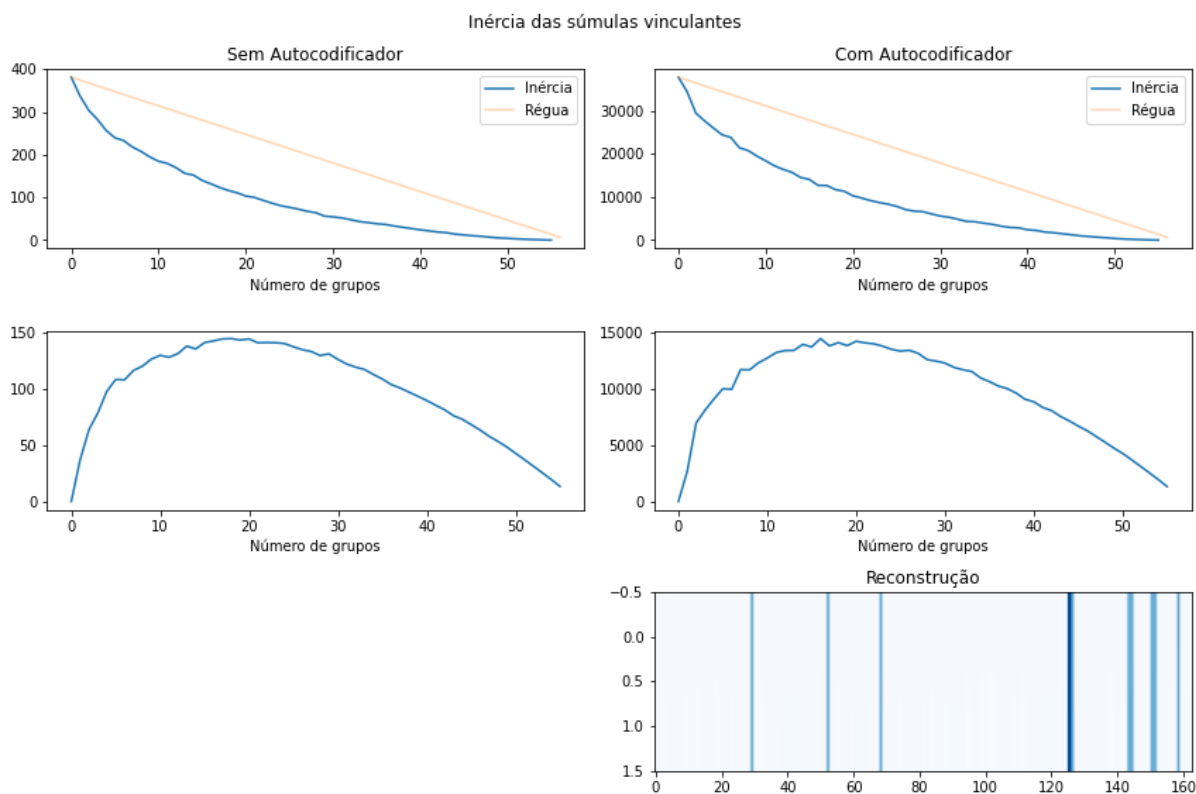 Inércia das súmulas vinculantes
Sem Autocodificador
400
300
200
100
0
Inércia
Régua
0 10 20 30 40 50
Número de grupos
Com Autocodificador
30000
20000
10000
0
Inércia
Régua
0 10 20 30 40 50
Número de grupos
150
100
50
0
0 10 20 30 40 50
Número de grupos
15000
10000
5000
0
0 10 20 30 40 50
Número de grupos
Reconstrução
−0.5
0.0
0.5
1.0
1.5
0 20 40 60 80 100 120 140 160